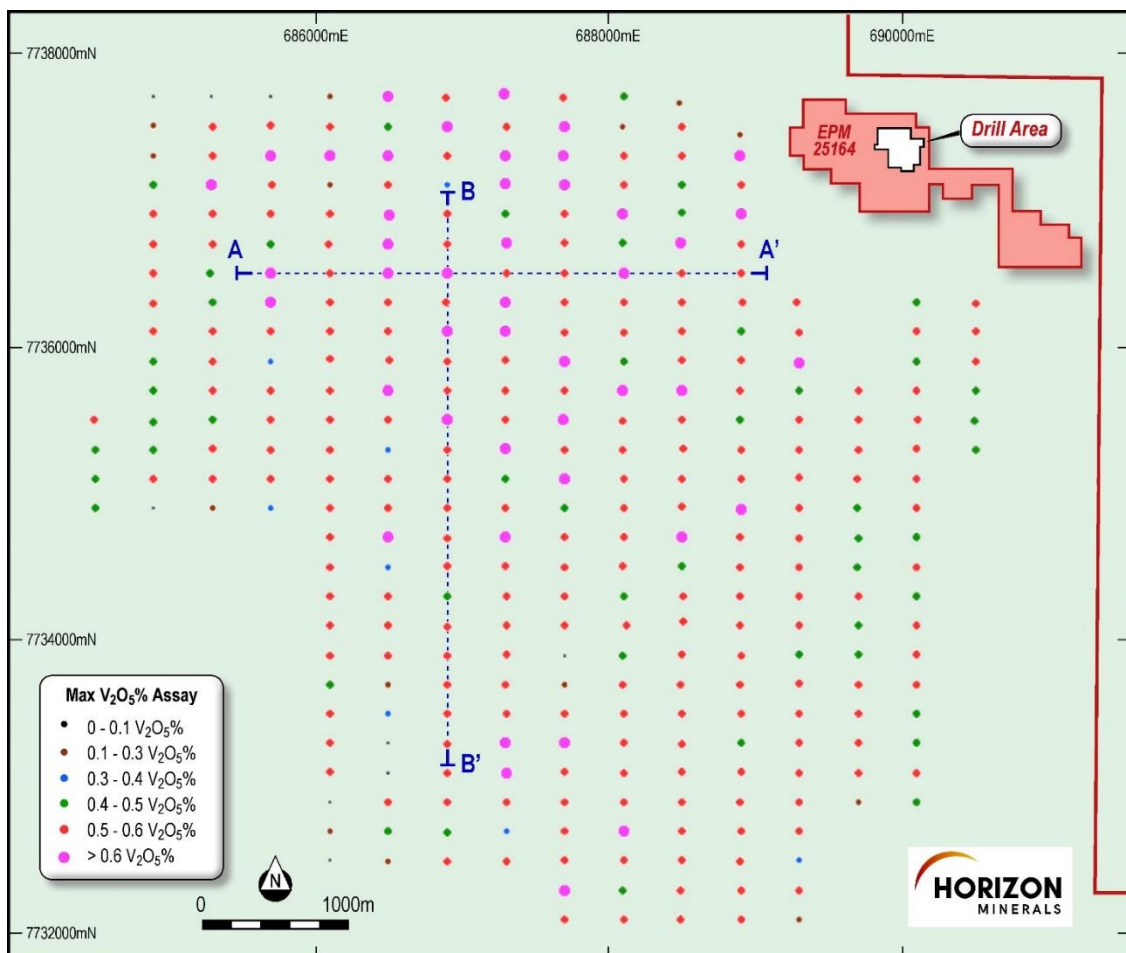 686000mE
688000mE
690000mE
7738000mN
7736000mN
7734000mN
7732000mN
EPM
25164
Drill Area
B
A
A'
B'
Max V₂O₅% Assay
0 - 0.1 V₂O₅%
0.1 - 0.3 V₂O₅%
0.3 - 0.4 V₂O₅%
0.4 - 0.5 V₂O₅%
0.5 - 0.6 V₂O₅%
> 0.6 V₂O₅%
N
0
1000m
HORIZON
MINERALS